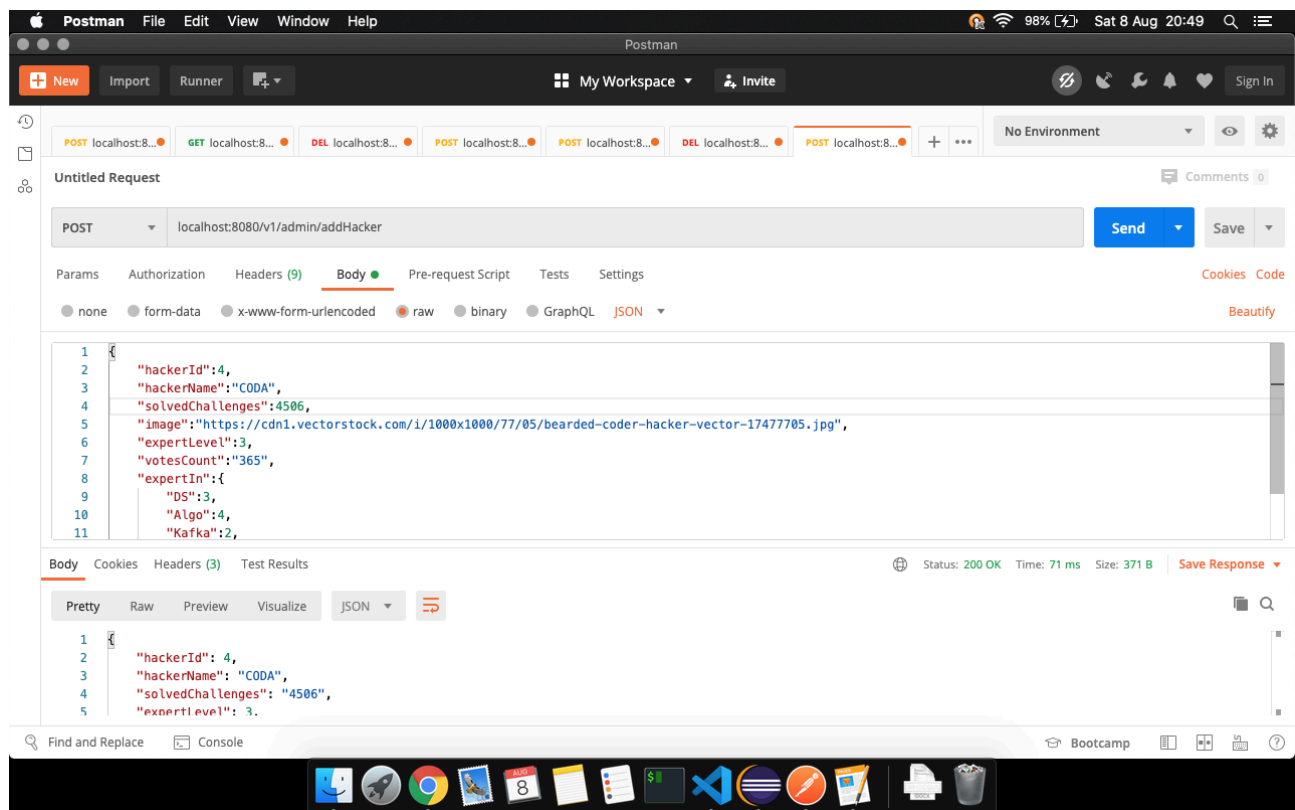 Postman File Edit View Window Help 98% Sat 8 Aug 20:49
Postman
New Import Runner My Workspace Invite Sign In
POST localhost:8... GET localhost:8... DEL localhost:8... POST localhost:8... POST localhost:8... DEL localhost:8... POST localhost:8... + ••• No Environment
Untitled Request Comments 0
POST localhost:8080/v1/admin/addHacker Send Save
Params Authorization Headers (9) Body Pre-request Script Tests Settings Cookies Code
none form-data x-www-form-urlencoded raw binary GraphQL JSON Beautify
1 {
2 "hackerId":4,
3 "hackerName":"CODA",
4 "solvedChallenges":4506,
5 "image":"https://cdn1.vectorstock.com/i/1000x1000/77/05/bearded-coder-hacker-vector-17477705.jpg",
6 "expertLevel":3,
7 "votesCount":"365",
8 "expertIn":{
9 "DS":3,
10 "Algo":4,
11 "Kafka":2,
Body Cookies Headers (3) Test Results Status: 200 OK Time: 71 ms Size: 371 B Save Response
Pretty Raw Preview Visualize JSON
1 {
2 "hackerId": 4,
3 "hackerName": "CODA",
4 "solvedChallenges": "4506",
5 "expertLevel": 3,
Find and Replace Console Bootcamp
AUG
8
$
DOCX